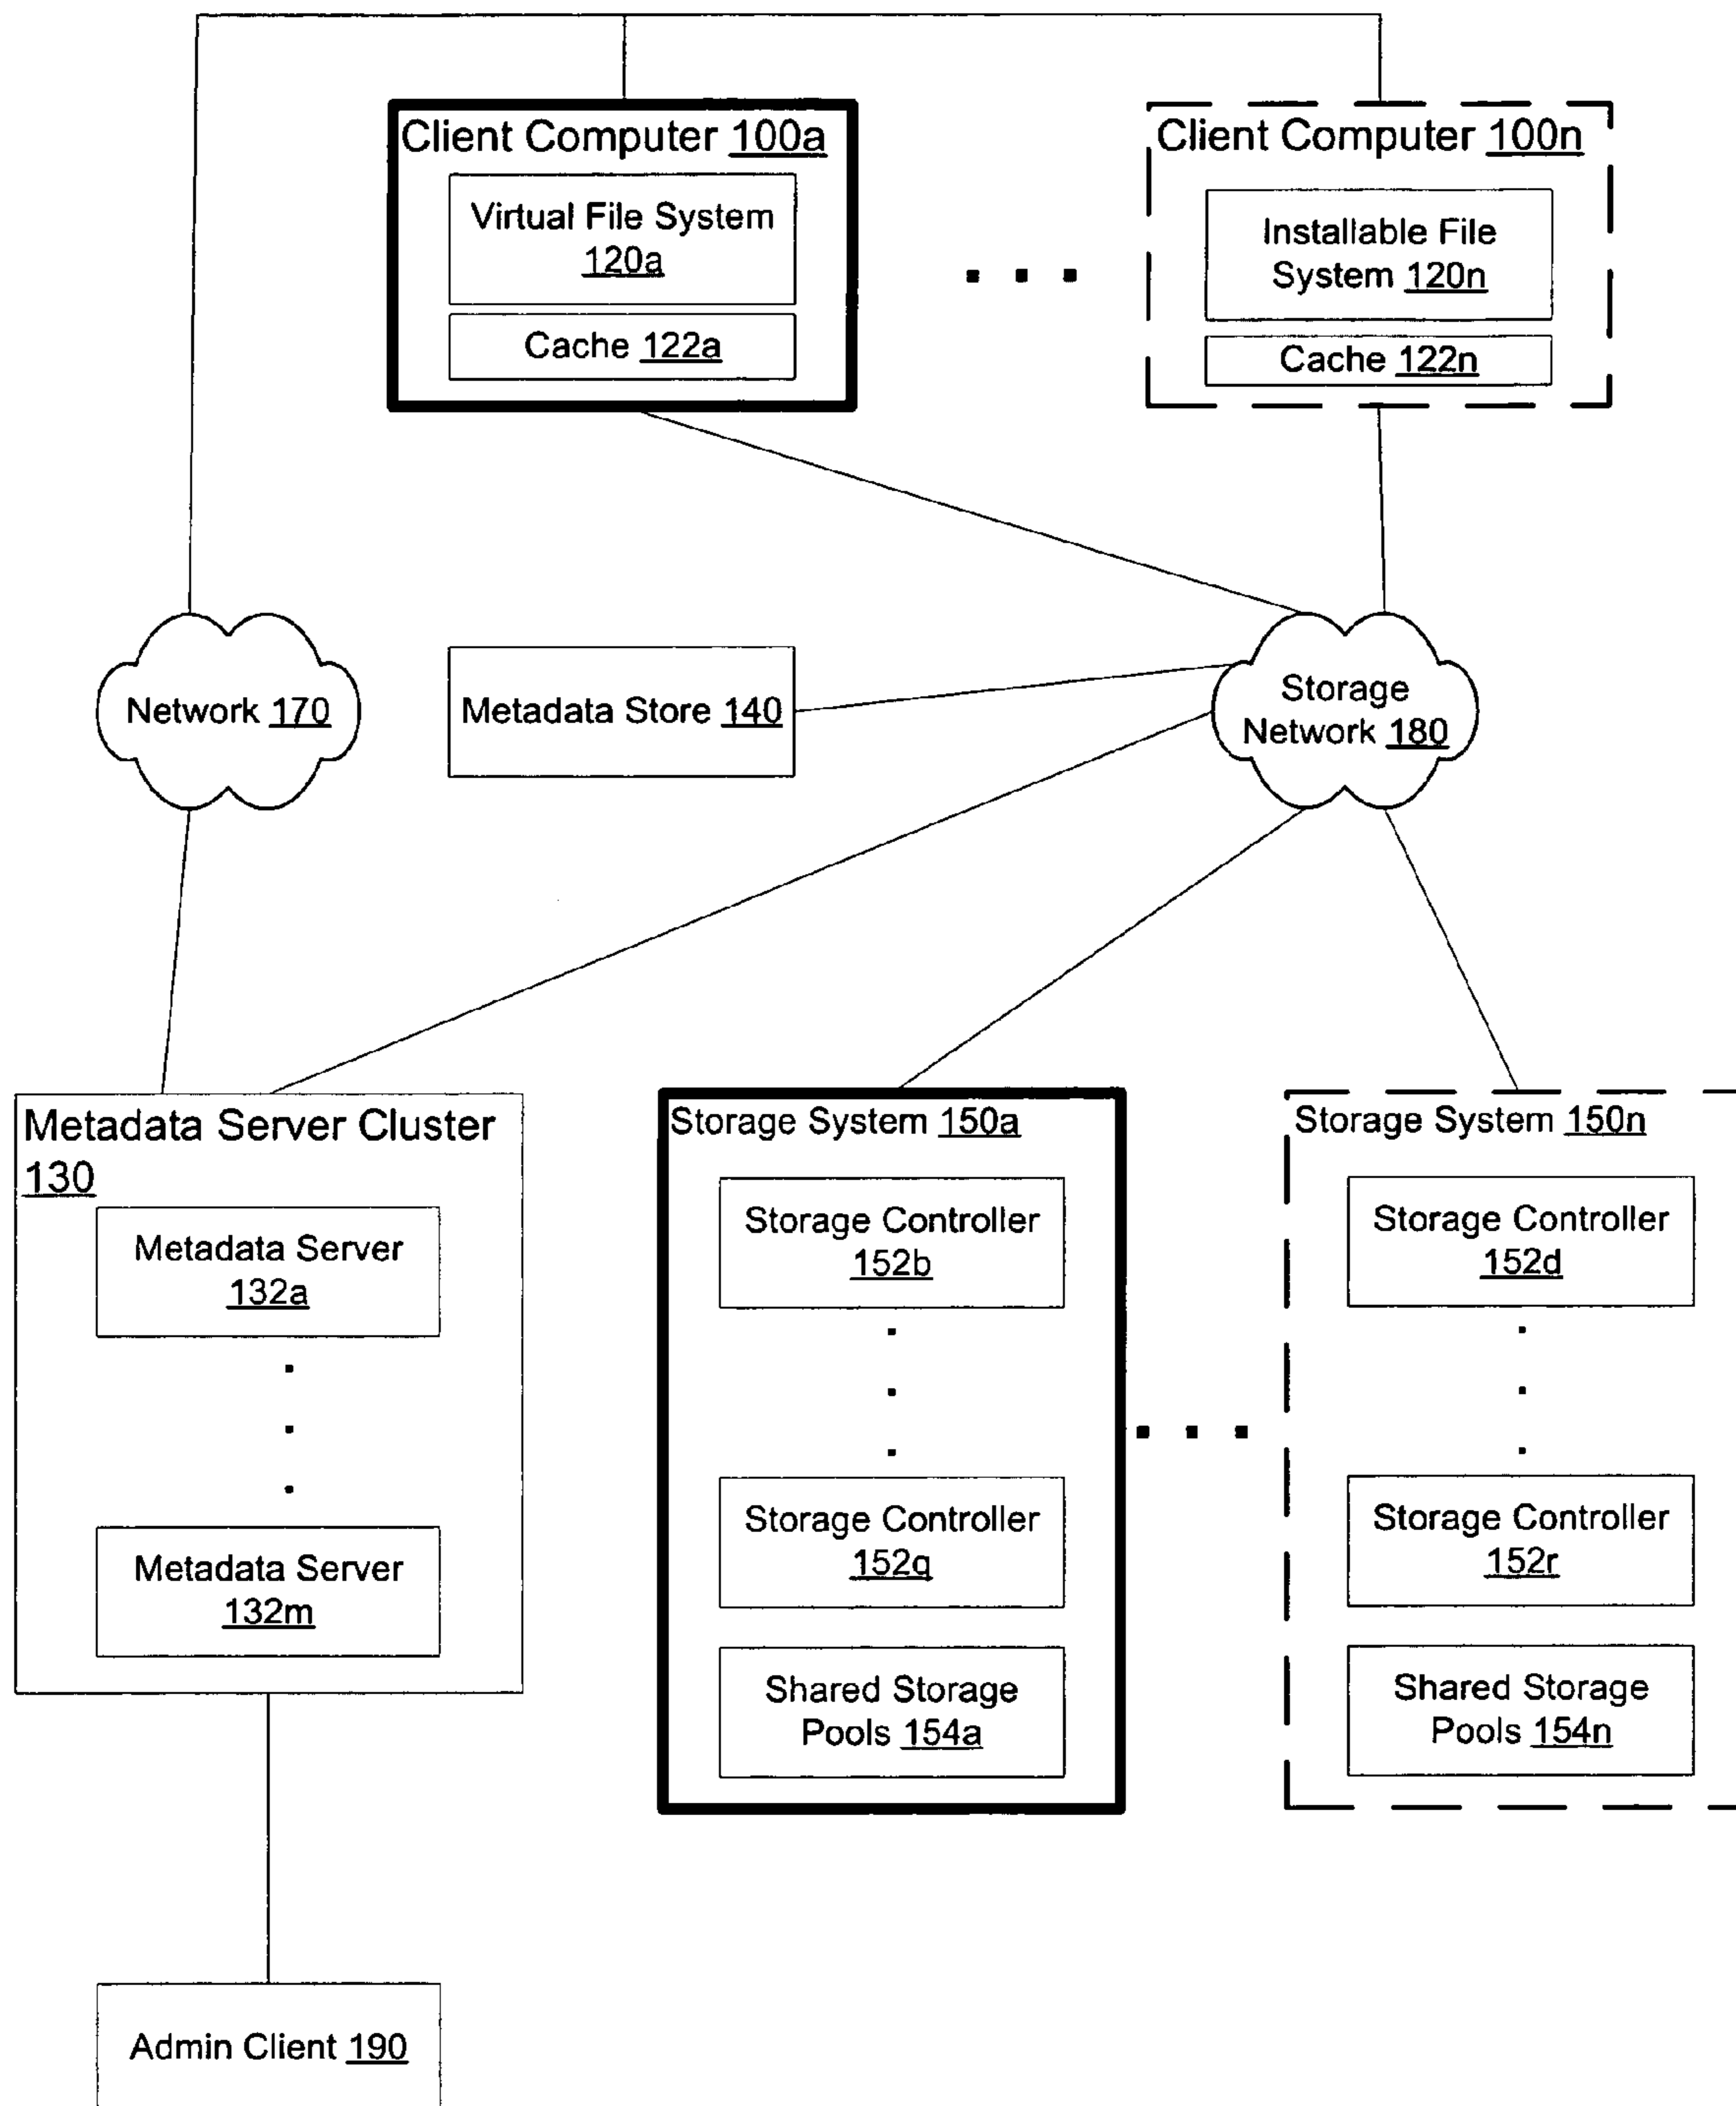 Client Computer 100a
Virtual File System
120a
Cache 122a
Client Computer 100n
Installable File
System 120n
Cache 122n
Network 170
Metadata Store 140
Storage
Network 180
Metadata Server Cluster
130
Metadata Server
132a
Metadata Server
132m
Storage System 150a
Storage Controller
152b
Storage Controller
152q
Shared Storage
Pools 154a
Storage System 150n
Storage Controller
152d
Storage Controller
152r
Shared Storage
Pools 154n
Admin Client 190